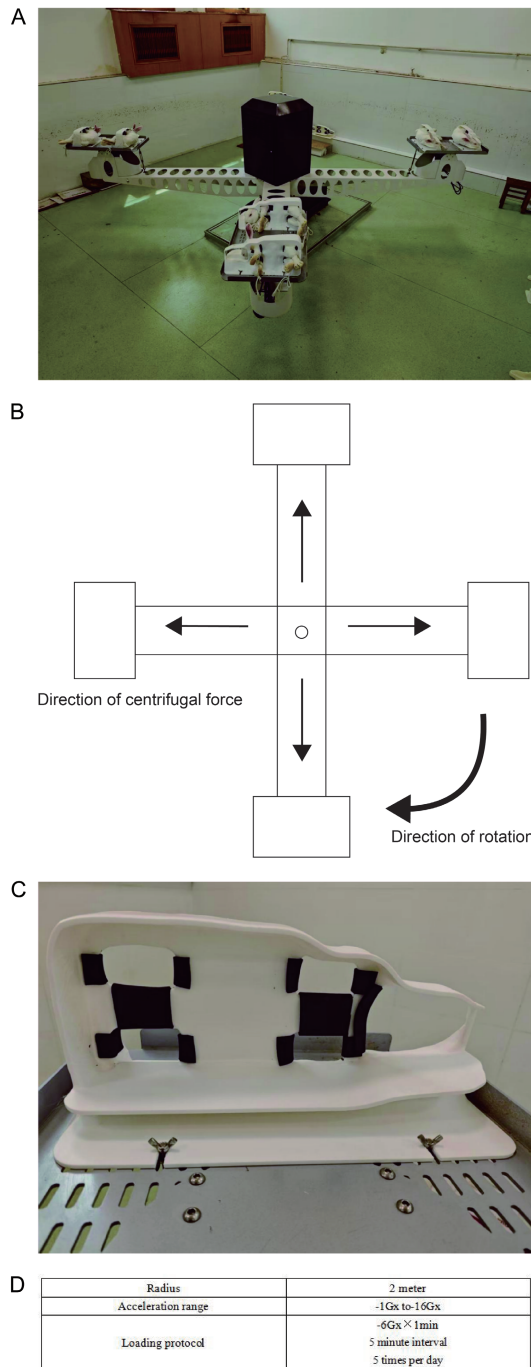 A
B
Direction of centrifugal force
Direction of rotation
C
D
Radius 2 meter
Acceleration range -1Gx to-16Gx
Loading protocol
-6Gx×1min
5 minute interval
5 times per day